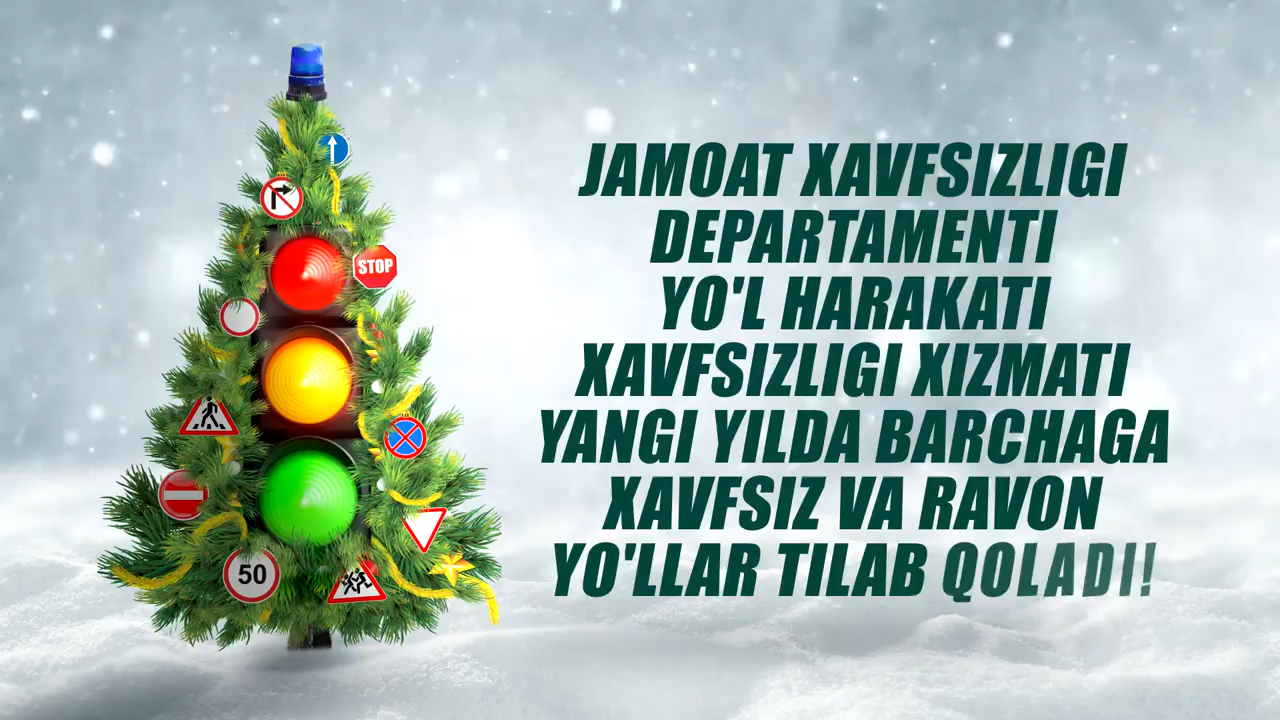 STOP
50
JAMOAT XAVFSIZLIGI
DEPARTAMENTI
YO'L HARAKATI
XAVFSIZLIGI XIZMATI
YANGI YILDA BARCHAGA
XAVFSIZ VA RAVON
YO'LLAR TILAB QOLADI!